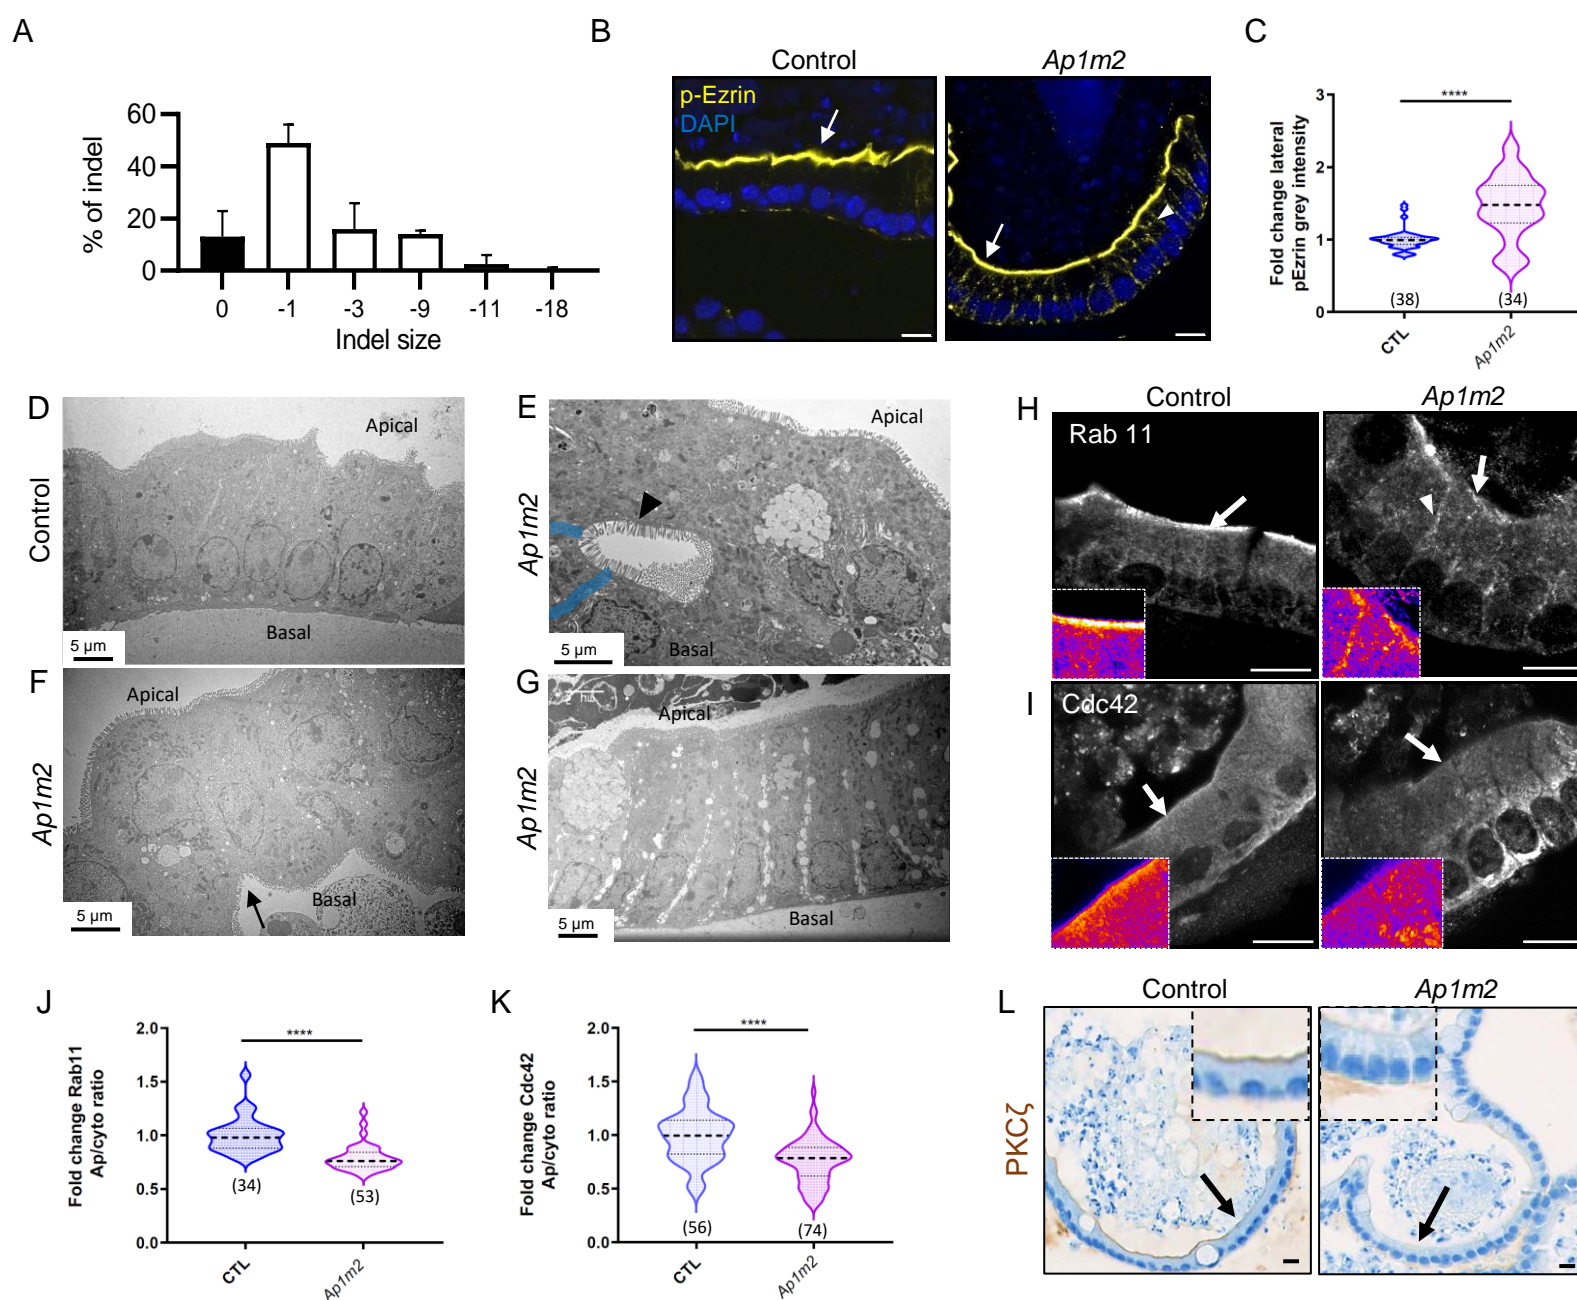 A
60
40
20
0
% of indel
0 -1 -3 -9 -11 -18
Indel size
B
Control
Ap1m2
p-Ezrin
DAPI
C
3
2
1
0
Fold change lateral
pEzrin grey intensity
****
(38)
(34)
CTL
Ap1m2
D
Control
Apical
Basal
5 µm
E
Ap1m2
Apical
Basal
5 µm
F
Ap1m2
Apical
Basal
5 µm
G
Ap1m2
Apical
Basal
5 µm
H
Control
Ap1m2
Rab 11
I
Cdc42
J
2.0
1.5
1.0
0.5
0.0
Fold change Rab11
Ap/cyto ratio
****
(34)
(53)
CTL
Ap1m2
K
2.0
1.5
1.0
0.5
0.0
Fold change Cdc42
Ap/cyto ratio
****
(56)
(74)
CTL
Ap1m2
L
Control
Ap1m2
PKCζ